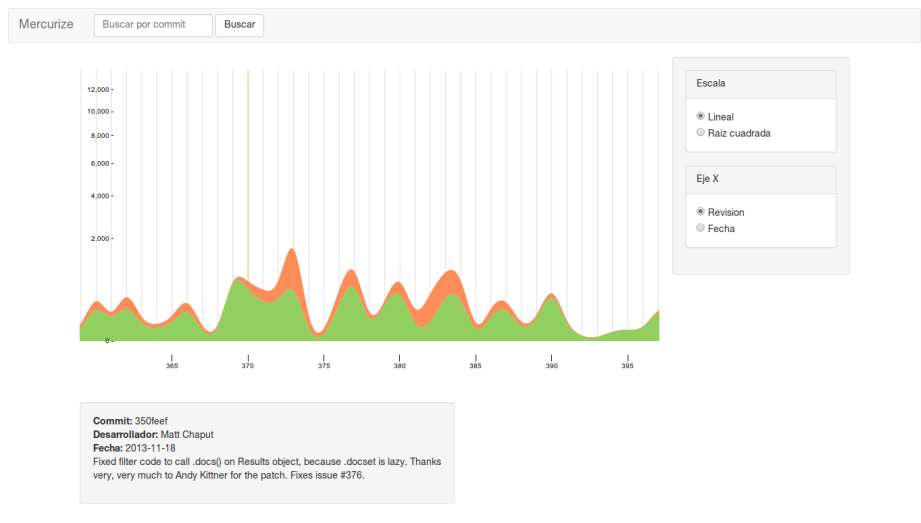 Mercurize
Buscar por commit
Buscar
12,000
10,000
8,000
6,000
4,000
2,000
0
365
370
375
380
385
390
395
Escala
Lineal
Raiz cuadrada
Eje X
Revision
Fecha
Commit: 350feef
Desarrollador: Matt Chaput
Fecha: 2013-11-18
Fixed filter code to call .docs() on Results object, because .docset is lazy. Thanks
very, very much to Andy Kittner for the patch. Fixes issue #376.